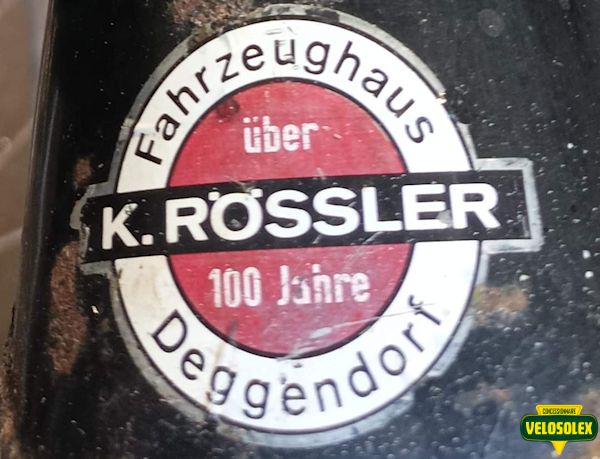 Fahrzeughaus
über
K. RÖSSLER
100 Jahre
Deggendorf
CONCESSIONNAIRE
VELOSOLEX